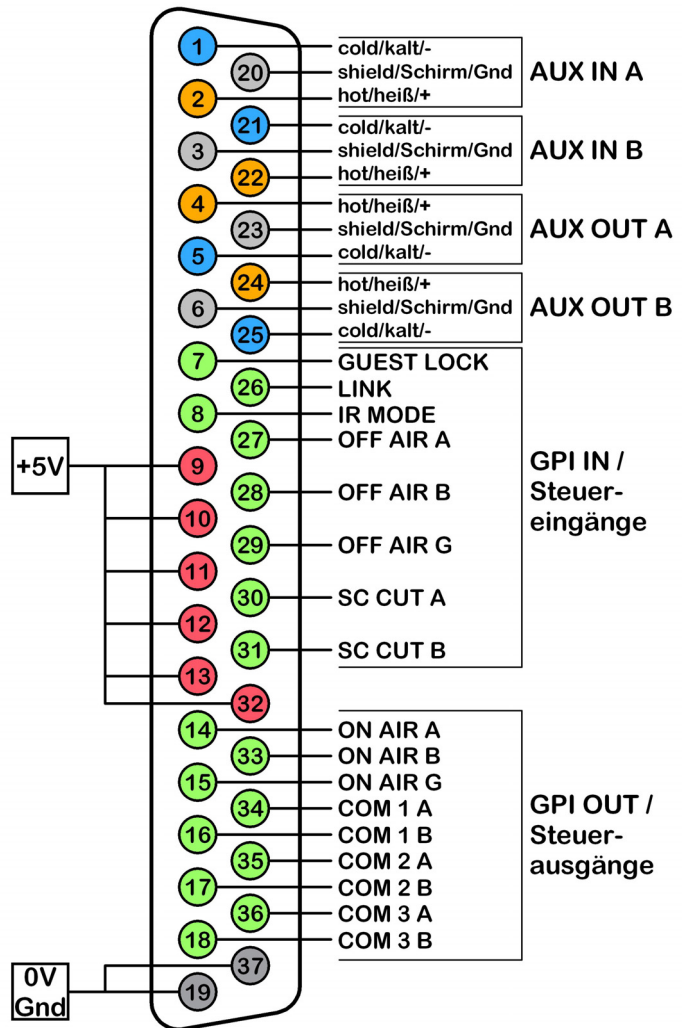 1 cold/kalt/-
20 shield/Schirm/Gnd AUX IN A
2 hot/heiß/+
21 cold/kalt/-
3 shield/Schirm/Gnd AUX IN B
22 hot/heiß/+
4 hot/heiß/+
23 shield/Schirm/Gnd AUX OUT A
5 cold/kalt/-
24 hot/heiß/+
6 shield/Schirm/Gnd AUX OUT B
25 cold/kalt/-
7 GUEST LOCK
26 LINK
8 IR MODE
27 OFF AIR A
+5V 9 GPI IN /
28 OFF AIR B Steuer-
10 eingänge
29 OFF AIR G
11
30 SC CUT A
12
31 SC CUT B
13
32
14 ON AIR A
33 ON AIR B
15 ON AIR G
34 COM 1 A GPI OUT /
16 COM 1 B Steuer-
35 COM 2 A ausgänge
17 COM 2 B
36 COM 3 A
18 COM 3 B
37
0V
19
Gnd